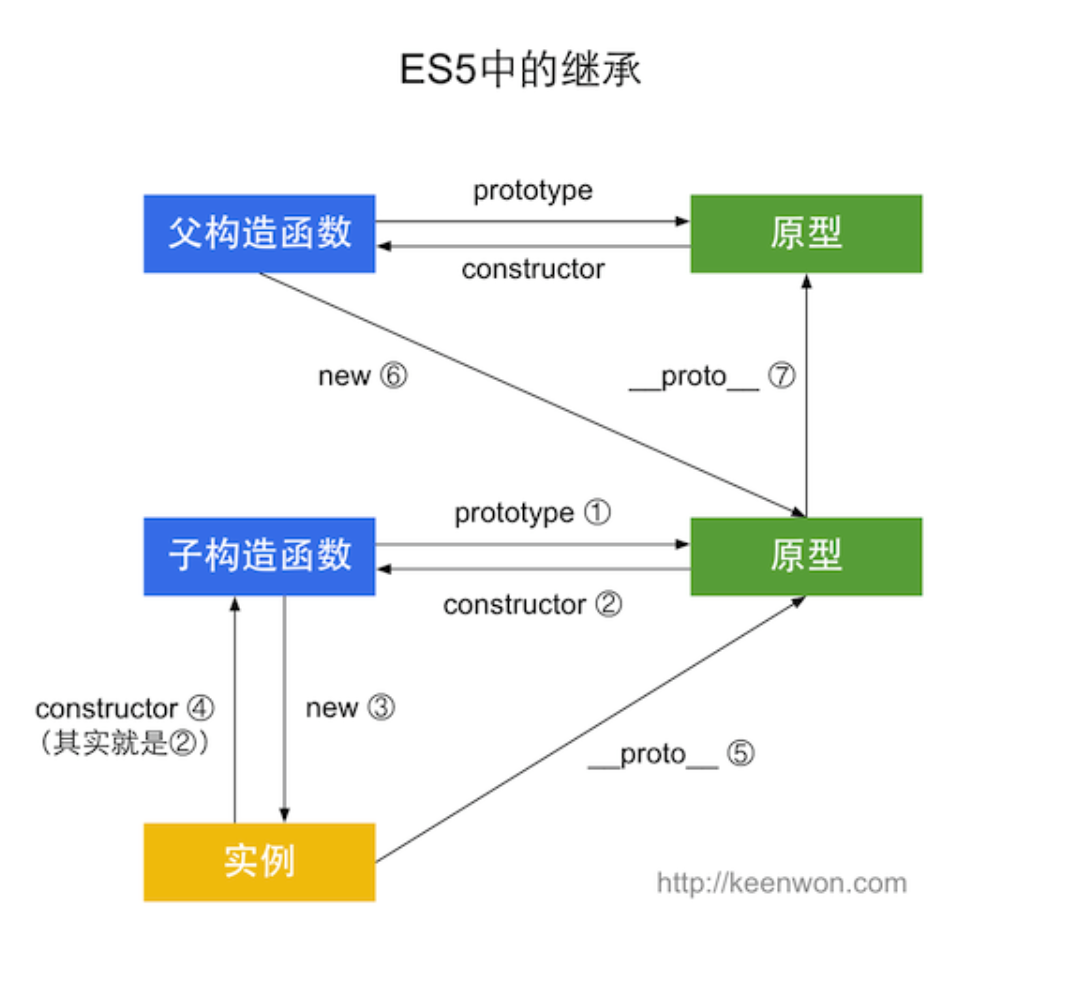 ES5中的继承
prototype
父构造函数
原型
constructor
new ⑥
__proto__ ⑦
prototype ①
子构造函数
原型
constructor ②
constructor ④
（其实就是②）
new ③
__proto__ ⑤
实例
http://keenwon.com